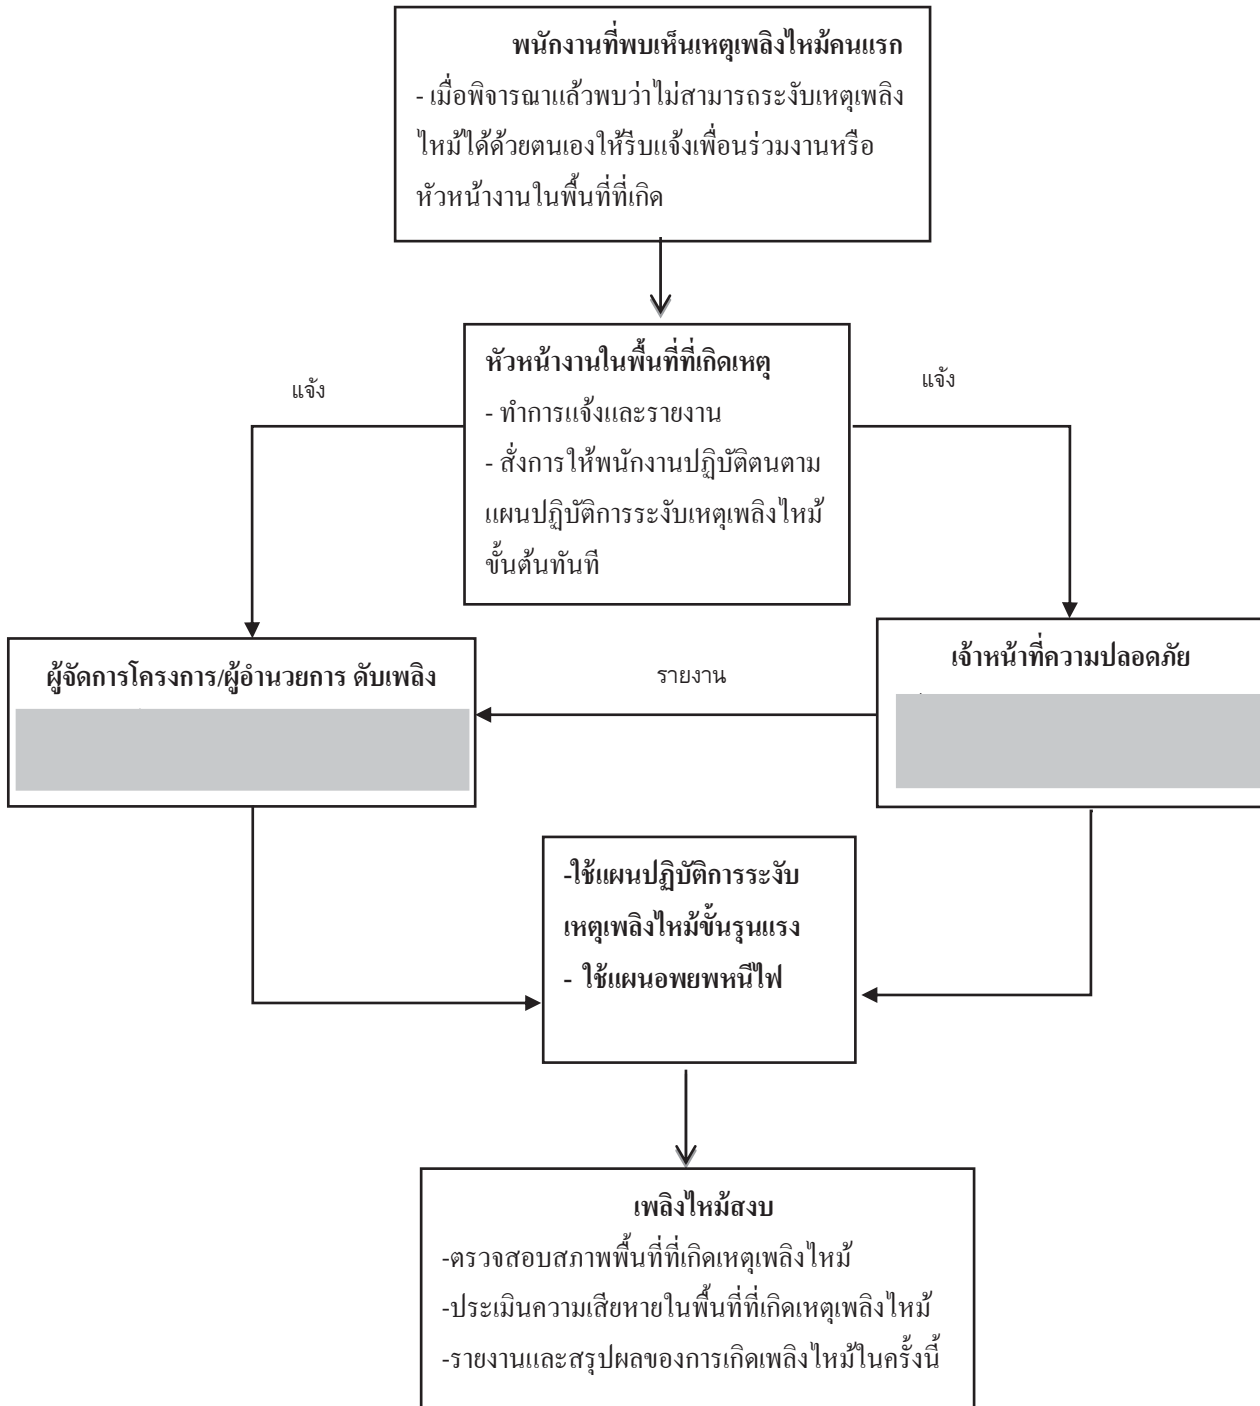 พนักงานที่พบเห็นเหตุเพลิงไหม้คนแรก
- เมื่อพิจารณาแล้วพบว่าไม่สามารถระงับเหตุเพลิง
ไหม้ได้ด้วยตนเองให้รีบแจ้งเพื่อนร่วมงานหรือ
หัวหน้างานในพื้นที่ที่เกิด
หัวหน้างานในพื้นที่ที่เกิดเหตุ
- ทำการแจ้งและรายงาน
- สั่งการให้พนักงานปฏิบัติตนตาม
แผนปฏิบัติการระงับเหตุเพลิงไหม้
ขั้นต้นทันที
แจ้ง
แจ้ง
ผู้จัดการโครงการ/ผู้อำนวยการ ดับเพลิง
รายงาน
เจ้าหน้าที่ความปลอดภัย
-ใช้แผนปฏิบัติการระงับ
เหตุเพลิงไหม้ขั้นรุนแรง
- ใช้แผนอพยพหนีไฟ
เพลิงไหม้สงบ
-ตรวจสอบสภาพพื้นที่ที่เกิดเหตุเพลิงไหม้
-ประเมินความเสียหายในพื้นที่ที่เกิดเหตุเพลิงไหม้
-รายงานและสรุปผลของการเกิดเพลิงไหม้ในครั้งนี้